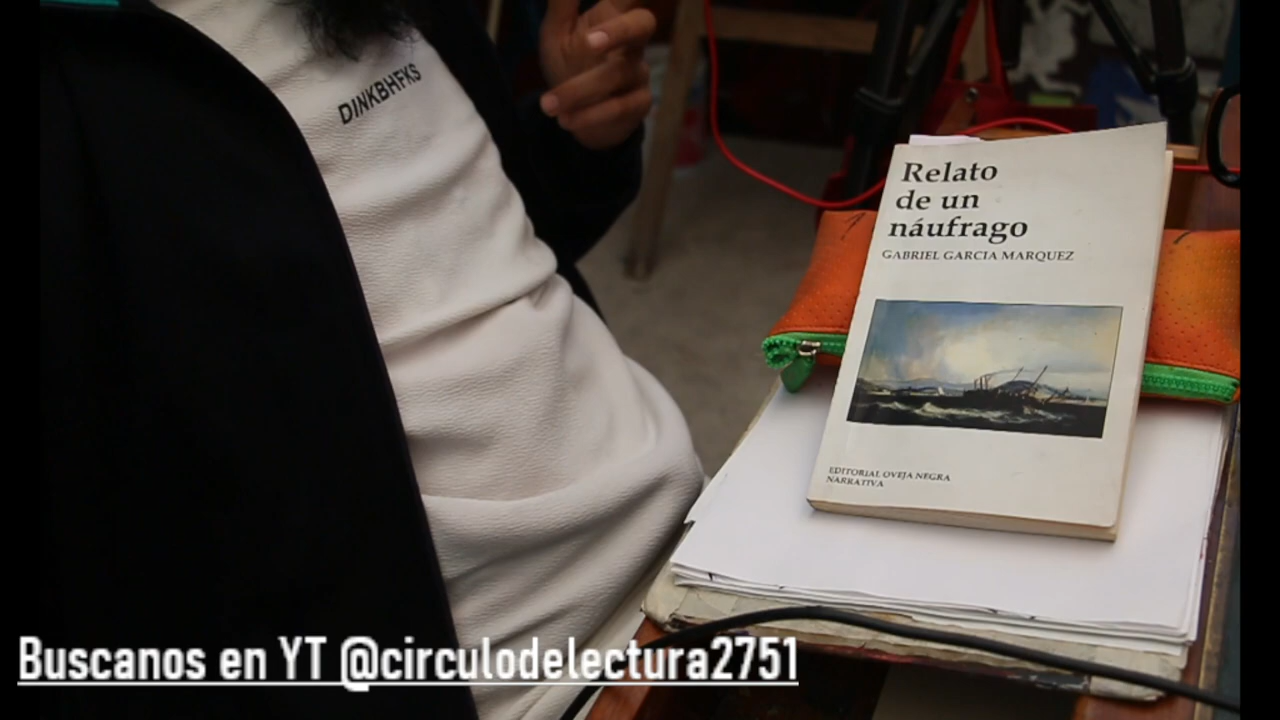 DINKBHFKS
Relato
de un
náufrago
GABRIEL GARCIA MARQUEZ
EDITORIAL OVEJA NEGRA
NARRATIVA
Buscanos en YT @circulodelectura2751